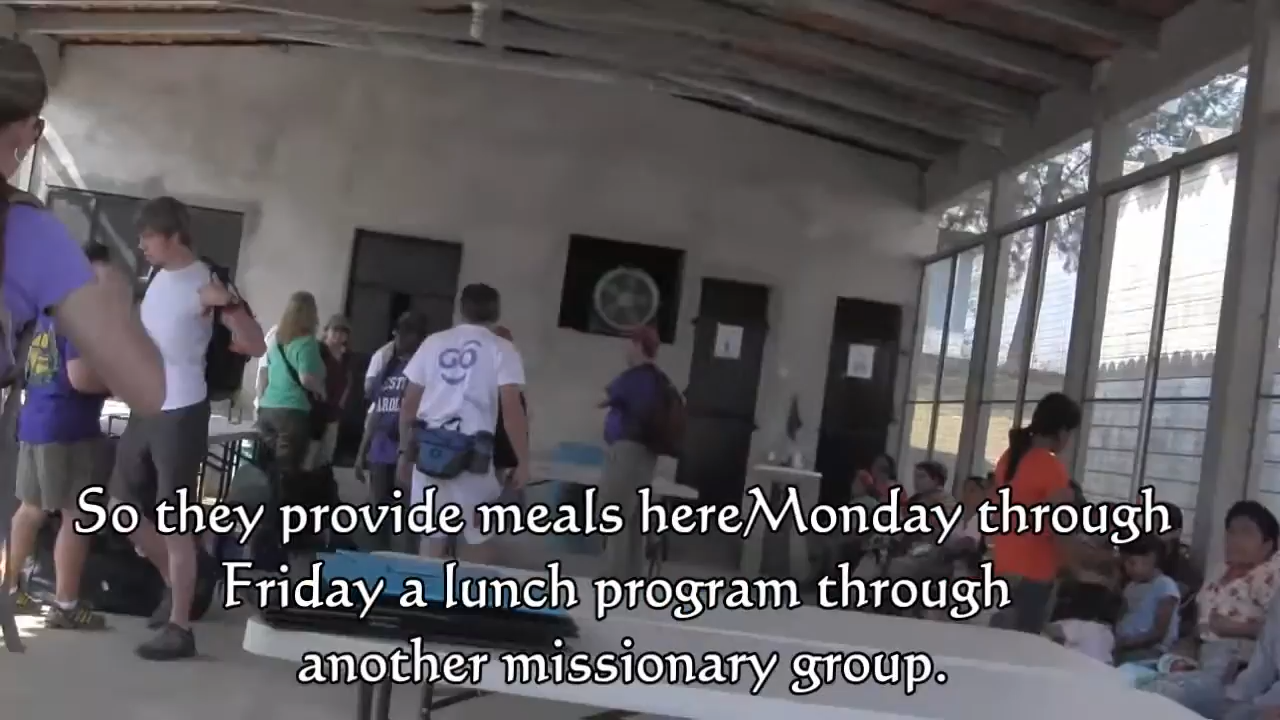 GO
So they provide meals hereMonday through
Friday a lunch program through
another missionary group.